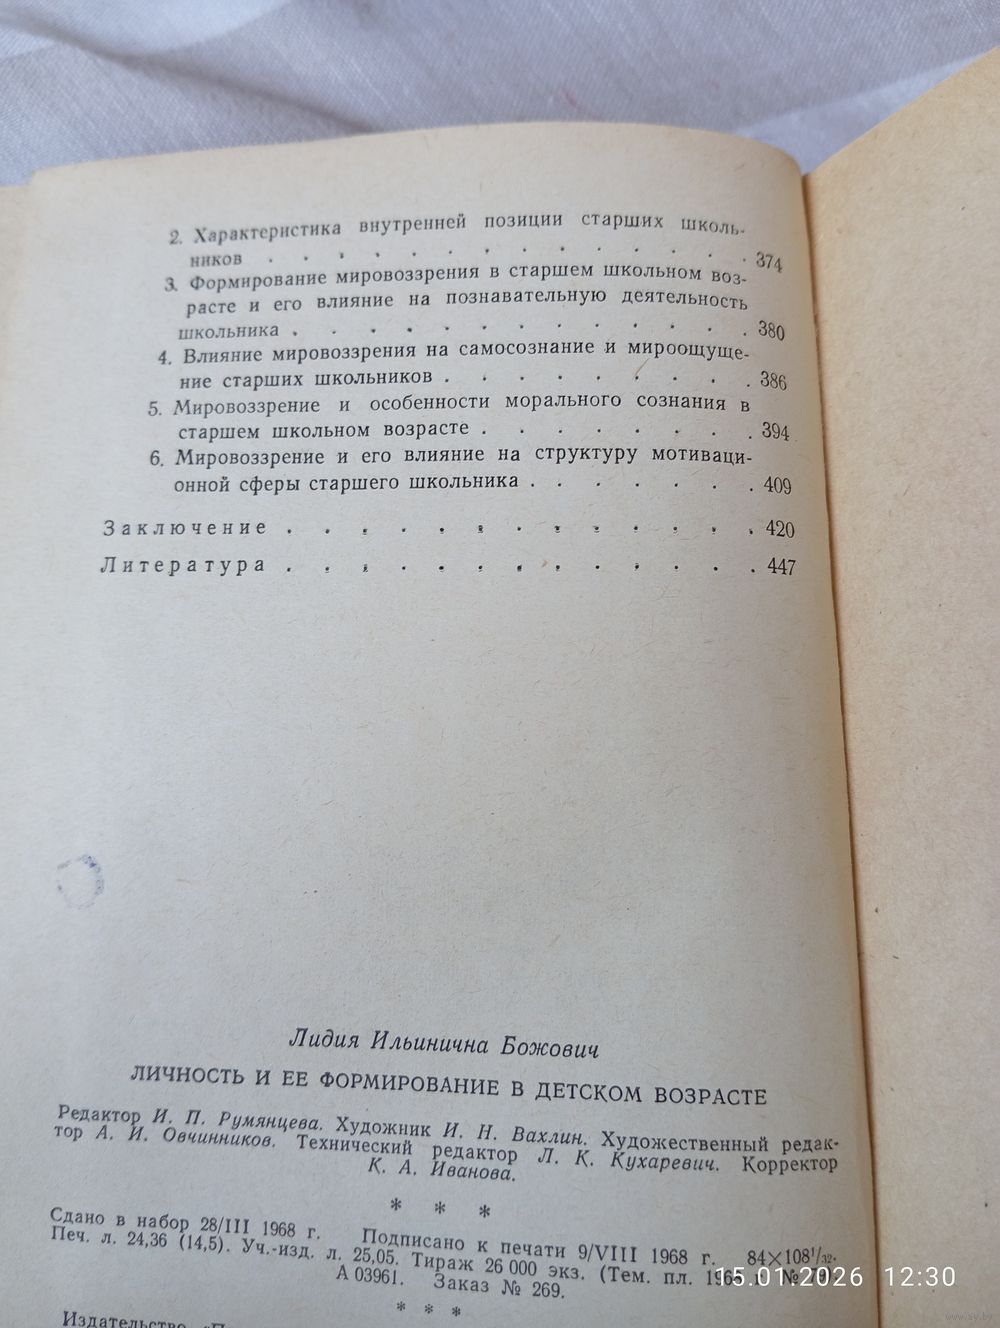 2. Характеристика внутренней позиции старших школь-
ников . . . . . . . . . . . . . 374
3. Формирование мировоззрения в старшем школьном воз-
расте и его влияние на познавательную деятельность
школьника . . . . . . . . . . . . . 380
4. Влияние мировоззрения на самосознание и мироощуще-
ние старших школьников . . . . . . . . . 386
5. Мировоззрение и особенности морального сознания в
старшем школьном возрасте . . . . . . . . 394
6. Мировоззрение и его влияние на структуру мотиваци-
онной сферы старшего школьника . . . . . . . 409
Заключение . . . . . . . . . . . . . 420
Литература . . . . . . . . . . . . . 447
Лидия Ильинична Божович
ЛИЧНОСТЬ И ЕЕ ФОРМИРОВАНИЕ В ДЕТСКОМ ВОЗРАСТЕ
Редактор И. П. Румянцева. Художник И. Н. Вахлин. Художественный редак-
тор А. И. Овчинников. Технический редактор Л. К. Кухаревич. Корректор
К. А. Иванова.
* * *
Сдано в набор 28/III 1968 г. Подписано к печати 9/VIII 1968 г. 84×108¹/₃₂.
Печ. л. 24,36 (14,5). Уч.-изд. л. 25,05. Тираж 26 000 экз. (Тем. пл.
А 03961. Заказ № 269.
15.01.2026 12:30
* * *
Издательство